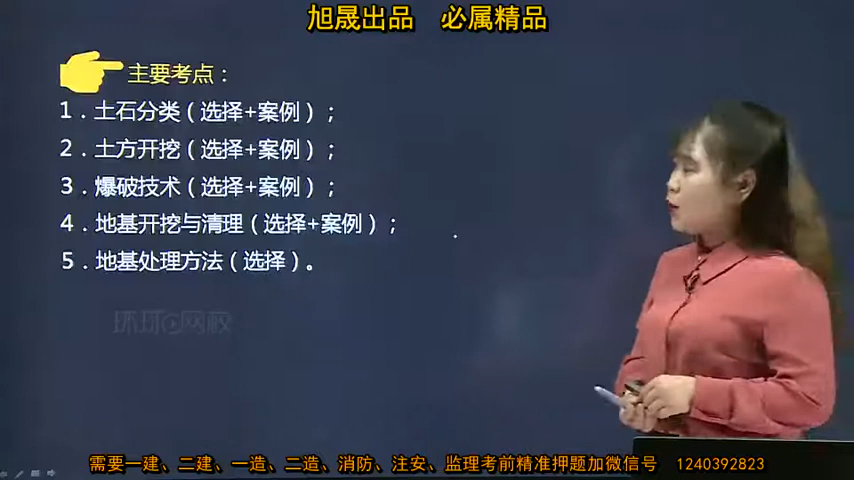 旭晟出品 必属精品
主要考点：
1．土石分类（选择+案例）；
2．土方开挖（选择+案例）；
3．爆破技术（选择+案例）；
4．地基开挖与清理（选择+案例）；
5．地基处理方法（选择）。
环球网校
需要一建、二建、一造、二造、消防、注安、监理考前精准押题加微信号 1240392823